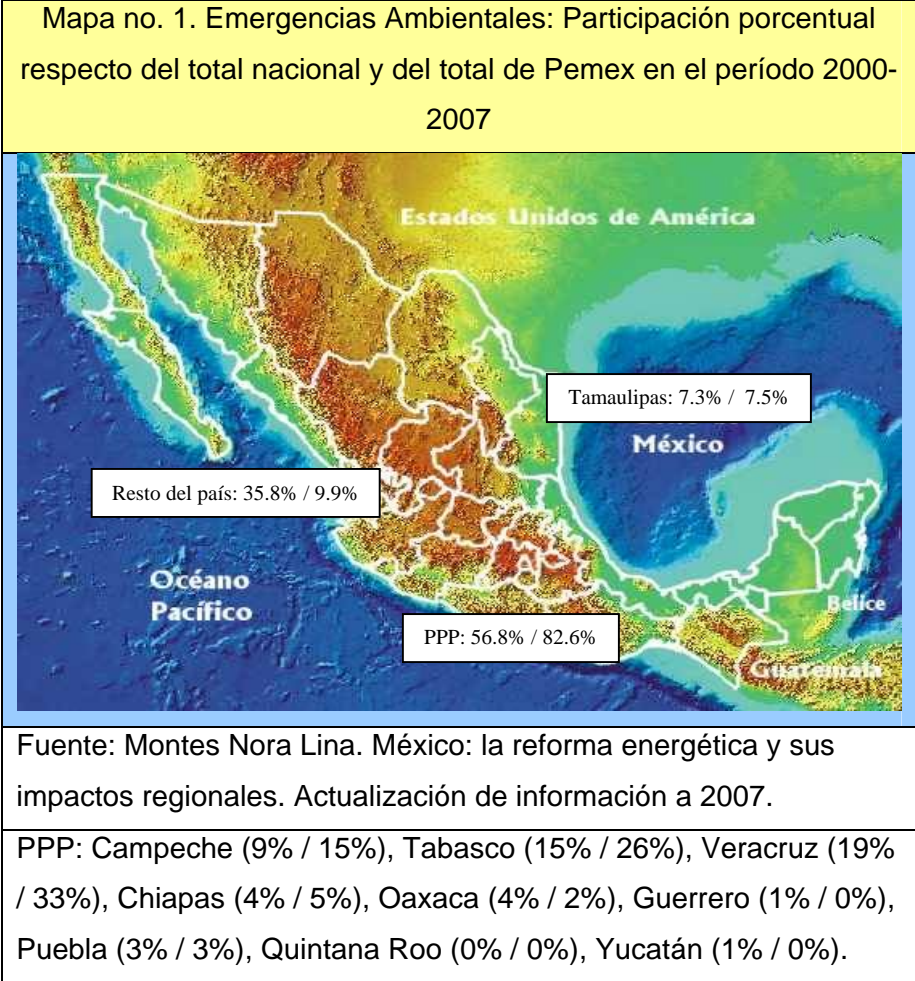 Mapa no. 1. Emergencias Ambientales: Participación porcentual
respecto del total nacional y del total de Pemex en el período 2000-
2007
Estados Unidos de América
Tamaulipas: 7.3% / 7.5%
México
Resto del país: 35.8% / 9.9%
Océano
Pacífico
Belice
PPP: 56.8% / 82.6%
Guatemala
Fuente: Montes Nora Lina. México: la reforma energética y sus
impactos regionales. Actualización de información a 2007.
PPP: Campeche (9% / 15%), Tabasco (15% / 26%), Veracruz (19%
/ 33%), Chiapas (4% / 5%), Oaxaca (4% / 2%), Guerrero (1% / 0%),
Puebla (3% / 3%), Quintana Roo (0% / 0%), Yucatán (1% / 0%).